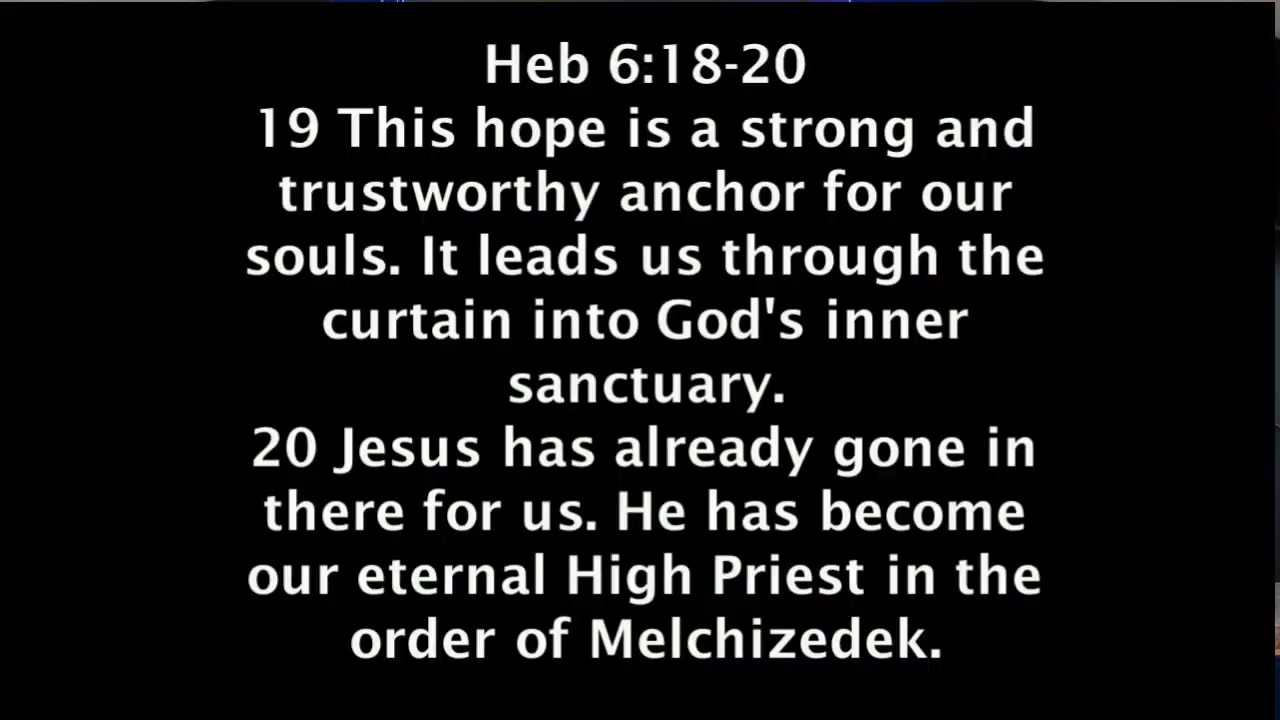 Heb 6:18-20
19 This hope is a strong and
trustworthy anchor for our
souls. It leads us through the
curtain into God's inner
sanctuary.
20 Jesus has already gone in
there for us. He has become
our eternal High Priest in the
order of Melchizedek.